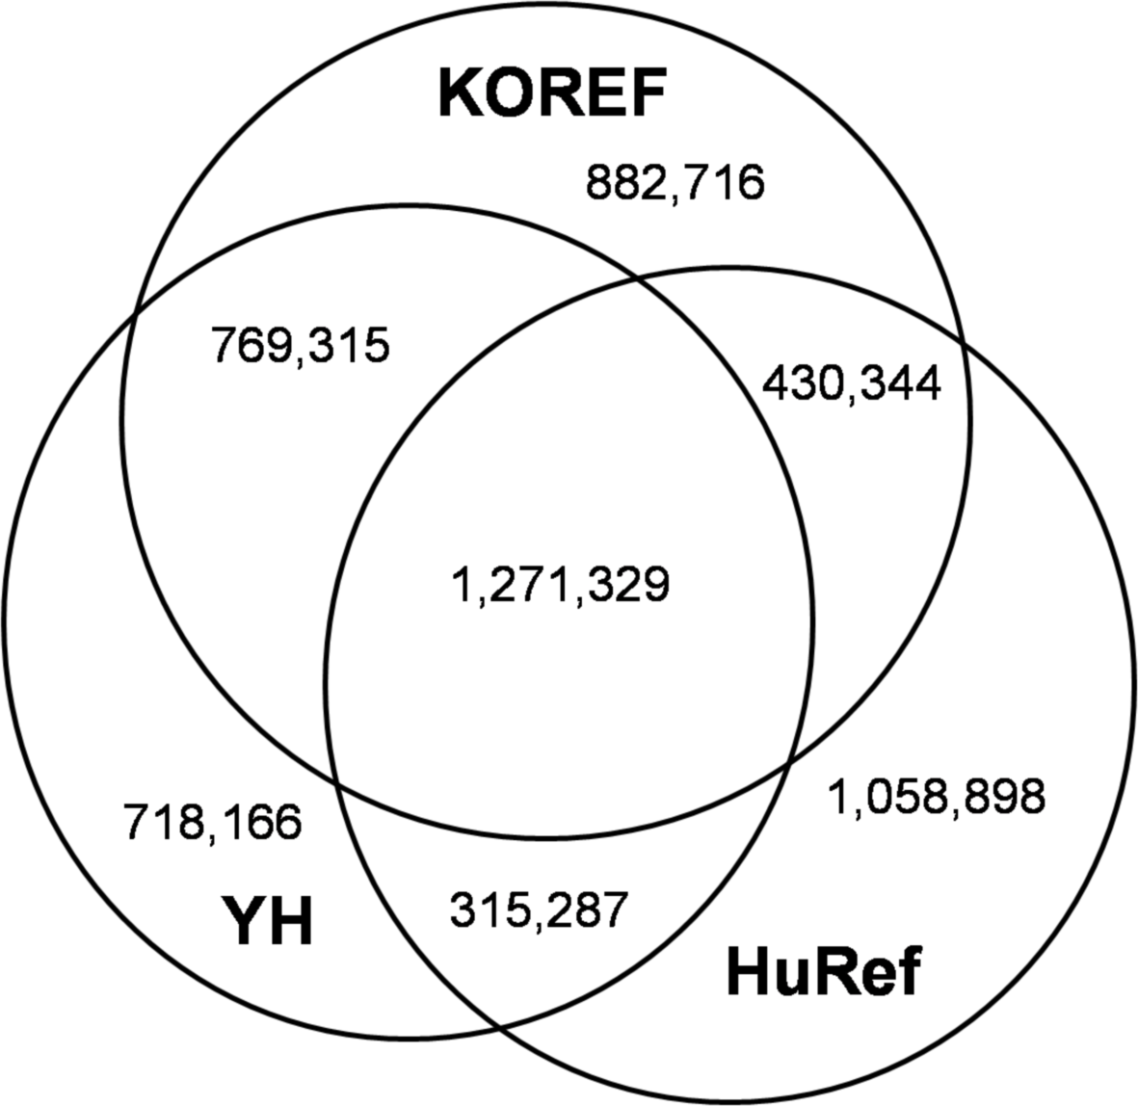 KOREF
882,716
769,315
430,344
1,271,329
718,166
1,058,898
YH
315,287
HuRef